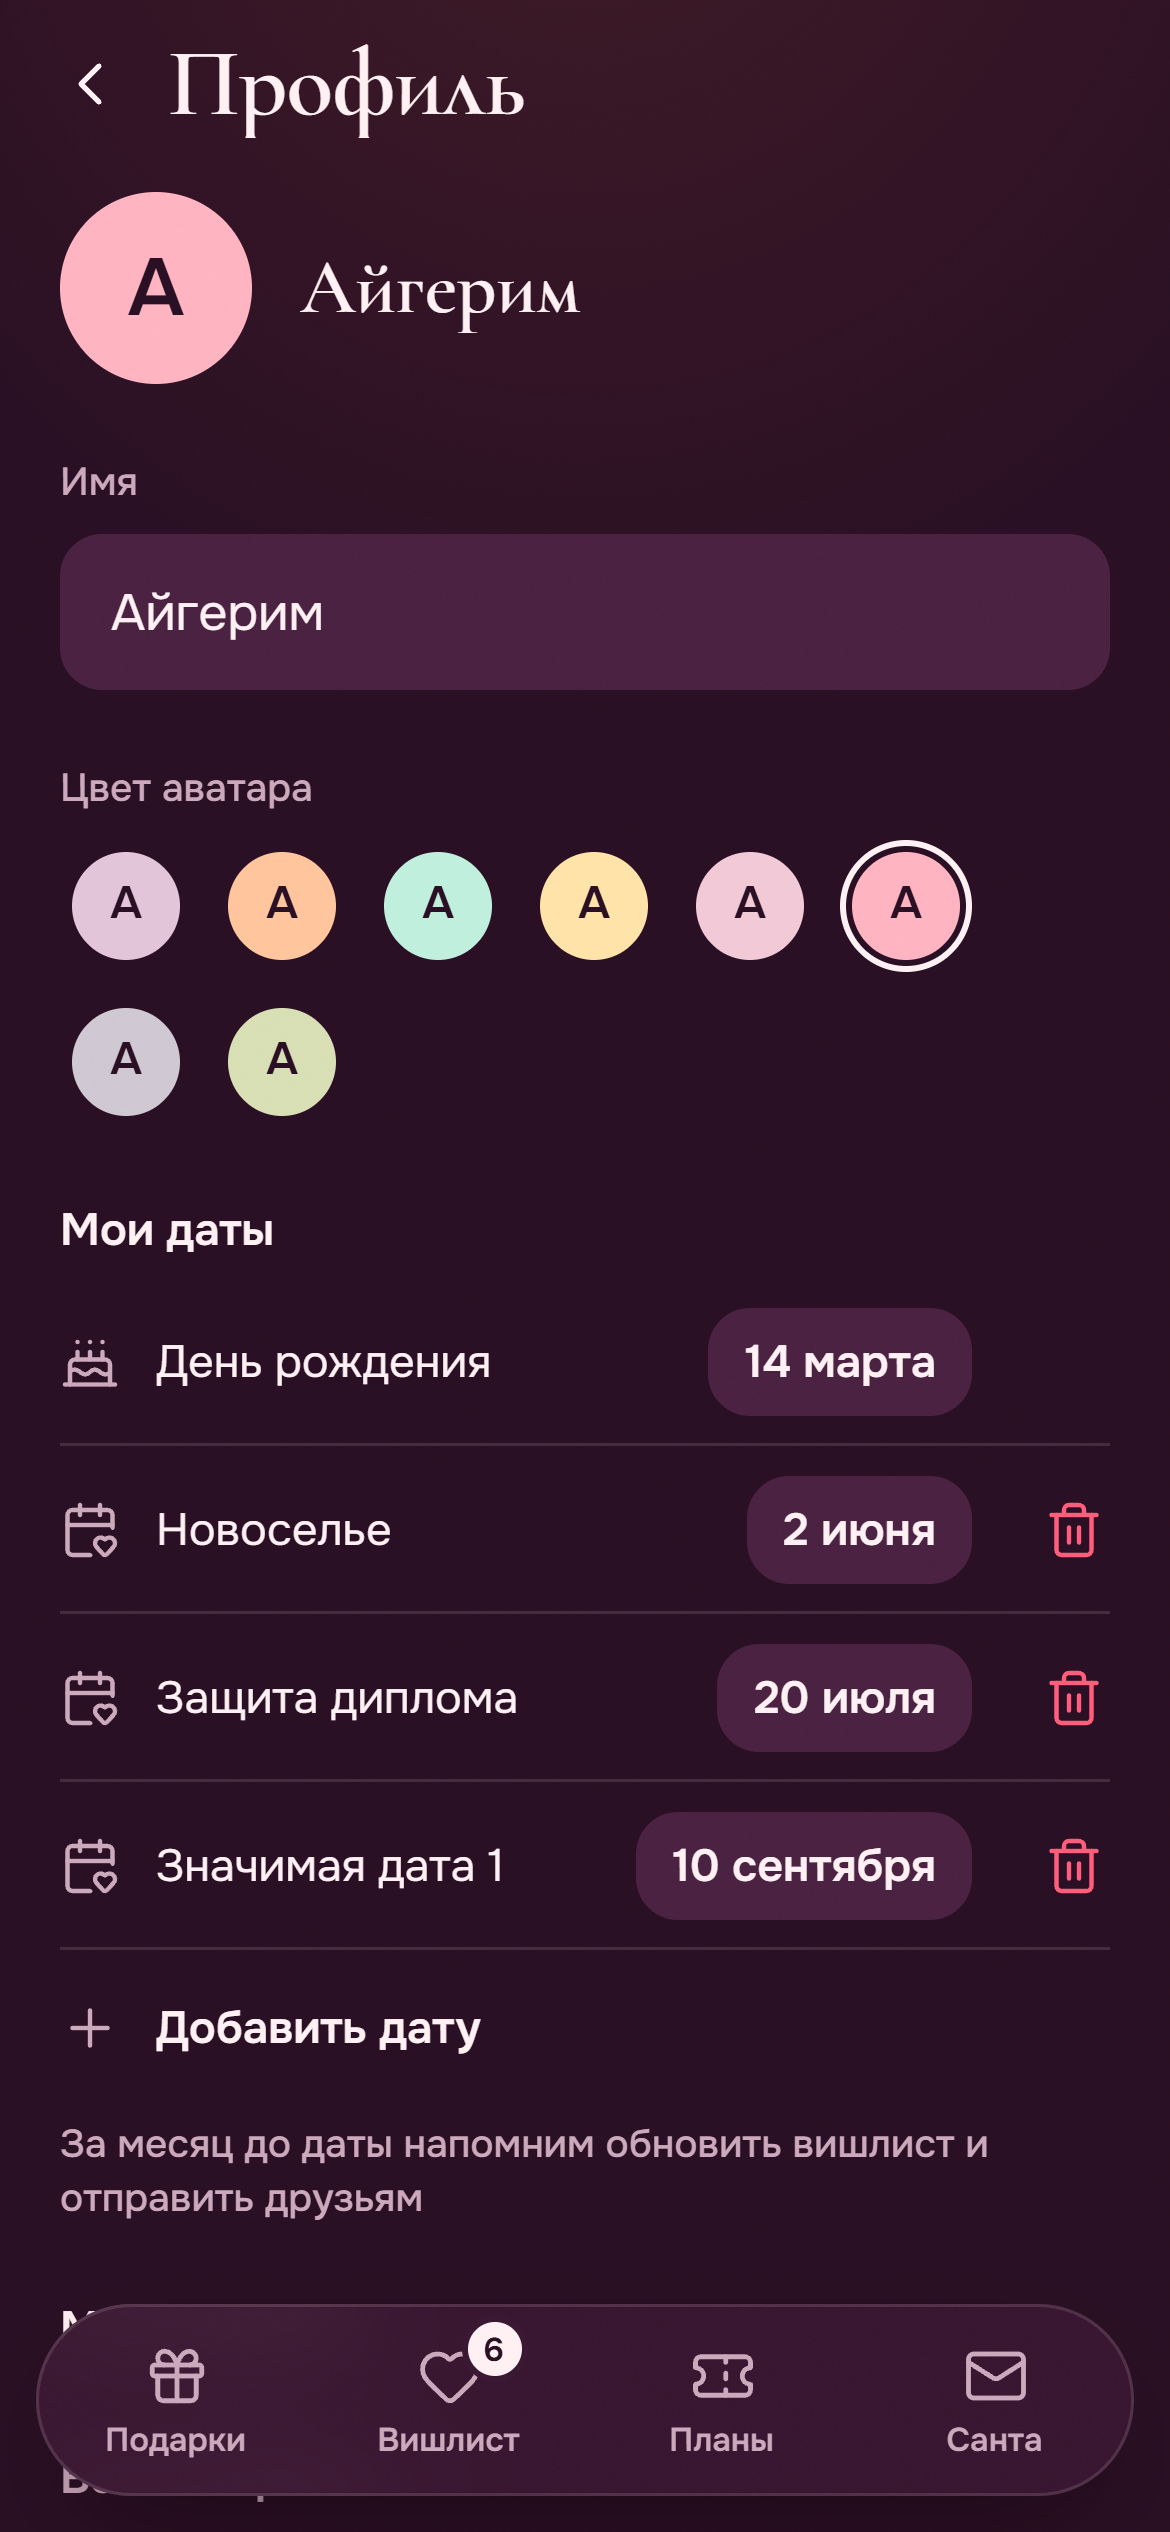 Профиль
А
Айгерим
Имя
Айгерим
Цвет аватара
А А А А А А
А А
Мои даты
День рождения 14 марта
Новоселье 2 июня
Защита диплома 20 июля
Значимая дата 1 10 сентября
Добавить дату
За месяц до даты напомним обновить вишлист и
отправить друзьям
6
Подарки Вишлист Планы Санта